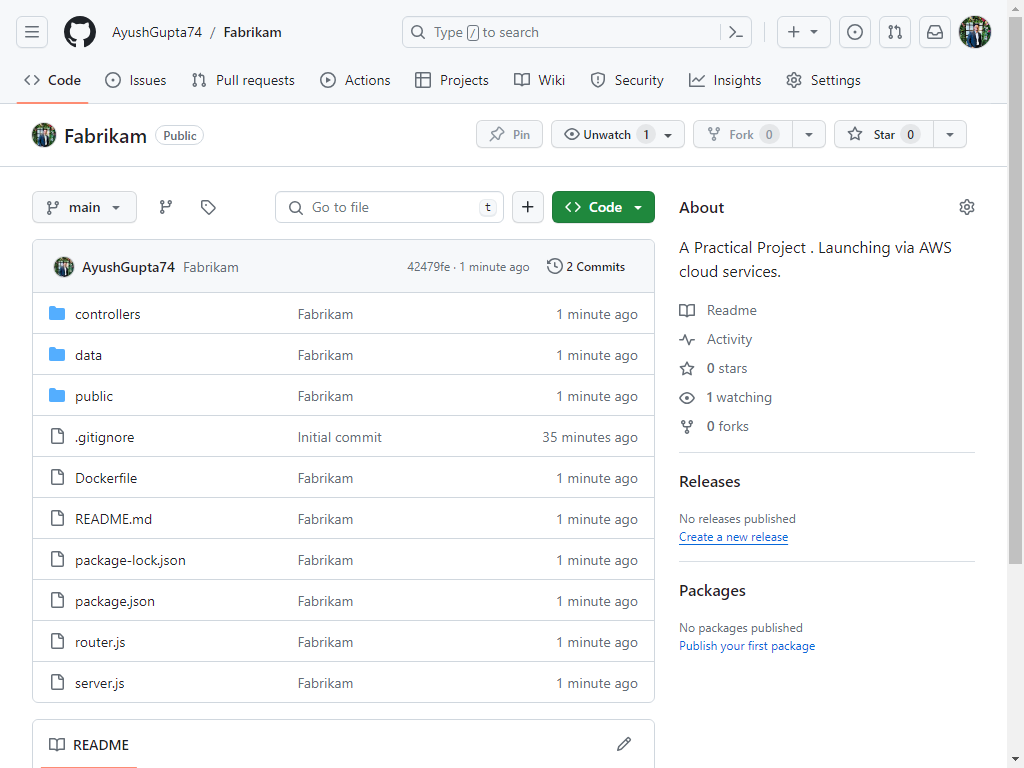 AyushGupta74 / Fabrikam
Type / to search
Code Issues Pull requests Actions Projects Wiki Security Insights Settings
Fabrikam Public
Pin Unwatch 1 Fork 0 Star 0
main
Go to file t
Code
AyushGupta74 Fabrikam 42479fe · 1 minute ago 2 Commits
controllers Fabrikam 1 minute ago
data Fabrikam 1 minute ago
public Fabrikam 1 minute ago
.gitignore Initial commit 35 minutes ago
Dockerfile Fabrikam 1 minute ago
README.md Fabrikam 1 minute ago
package-lock.json Fabrikam 1 minute ago
package.json Fabrikam 1 minute ago
router.js Fabrikam 1 minute ago
server.js Fabrikam 1 minute ago
README
About
A Practical Project . Launching via AWS
cloud services.
Readme
Activity
0 stars
1 watching
0 forks
Releases
No releases published
Create a new release
Packages
No packages published
Publish your first package